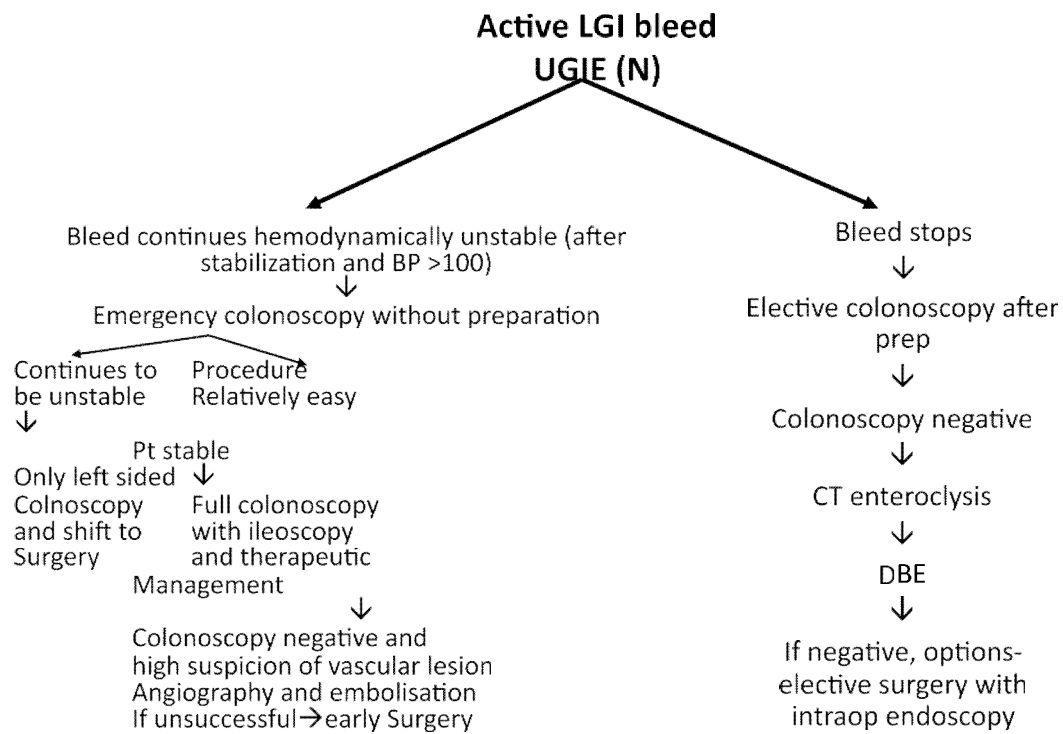 Active LGI bleed
UGIE (N)
Bleed continues hemodynamically unstable (after
stabilization and BP >100)
↓
Emergency colonoscopy without preparation
Continues to
be unstable
↓
Procedure
Relatively easy
Pt stable
Only left sided
Colnoscopy
and shift to
Surgery
↓
Full colonoscopy
with ileoscopy
and therapeutic
Management
↓
Colonoscopy negative and
high suspicion of vascular lesion
Angiography and embolisation
If unsuccessful→early Surgery
Bleed stops
↓
Elective colonoscopy after
prep
↓
Colonoscopy negative
↓
CT enteroclysis
↓
DBE
↓
If negative, options-
elective surgery with
intraop endoscopy